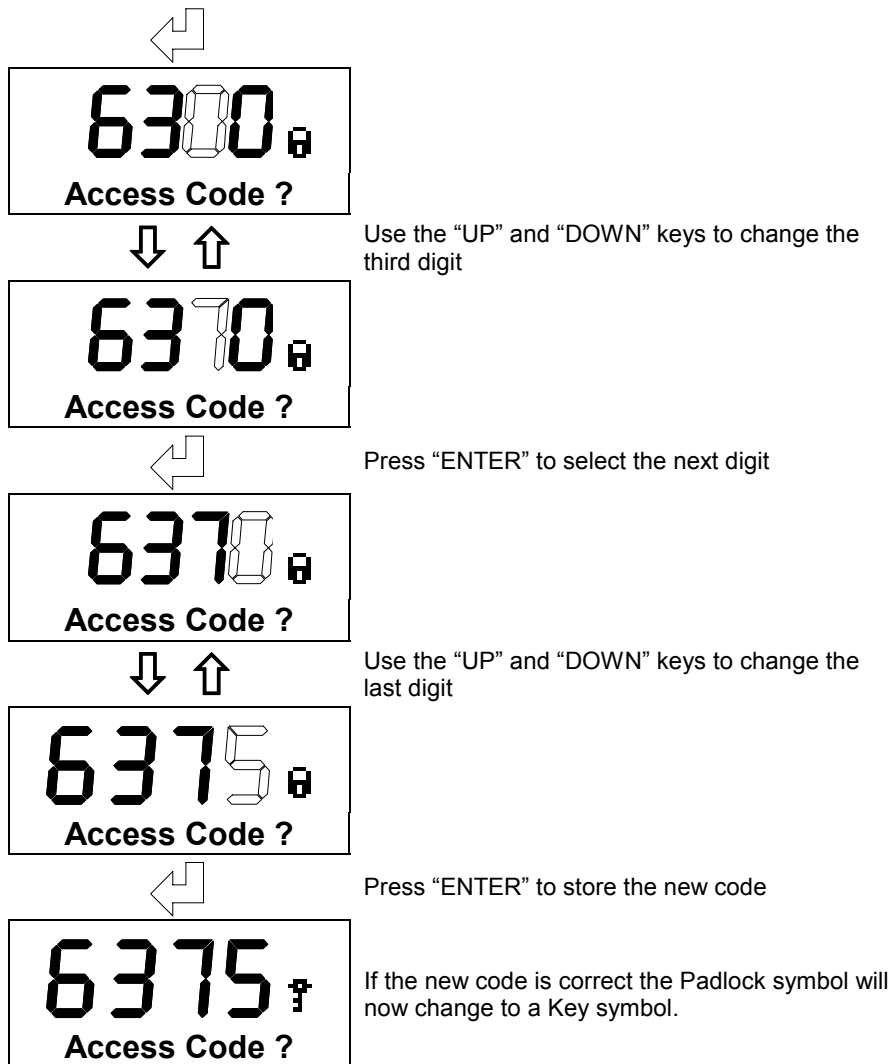 6300
Access Code ?
Use the “UP” and “DOWN” keys to change the
third digit
6370
Access Code ?
Press “ENTER” to select the next digit
6370
Access Code ?
Use the “UP” and “DOWN” keys to change the
last digit
6375
Access Code ?
Press “ENTER” to store the new code
6375
Access Code ?
If the new code is correct the Padlock symbol will
now change to a Key symbol.